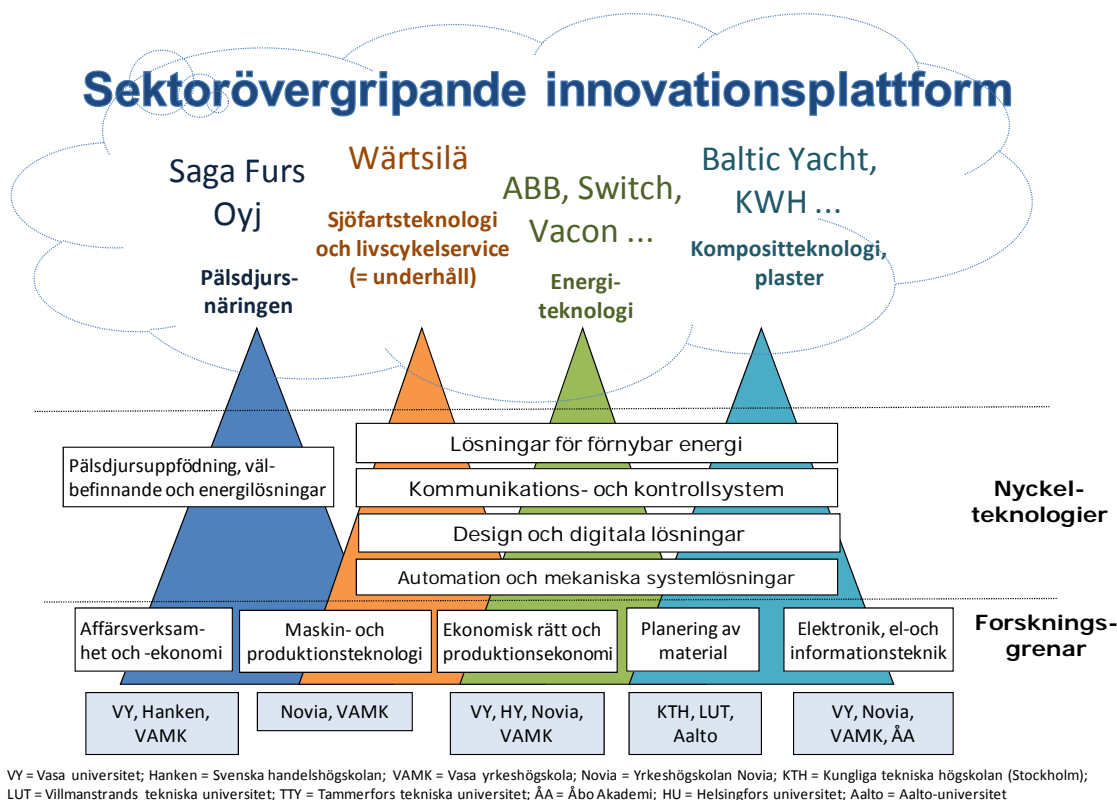 Sektorövergripande innovationsplattform
Saga Furs
Oyj
Pälsdjurs-
näringen
Wärtsilä
Sjöfartsteknologi
och livscykelservice
(= underhåll)
ABB, Switch,
Vacon ...
Energi-
teknologi
Baltic Yacht,
KWH ...
Kompositteknologi,
plaster
Pälsdjursuppfödning, väl-
befinnande och energilösningar
Lösningar för förnybar energi
Kommunikations- och kontrollsystem
Design och digitala lösningar
Automation och mekaniska systemlösningar
Nyckel-
teknologier
Affärsverksam-
het och -ekonomi
Maskin- och
produktionsteknologi
Ekonomisk rätt och
produktionsekonomi
Planering av
material
Elektronik, el-och
informationsteknik
Forsknings-
grenar
VY, Hanken,
VAMK
Novia, VAMK
VY, HY, Novia,
VAMK
KTH, LUT,
Aalto
VY, Novia,
VAMK, ÅA
VY = Vasa universitet; Hanken = Svenska handelshögskolan; VAMK = Vasa yrkeshögskola; Novia = Yrkeshögskolan Novia; KTH = Kungliga tekniska högskolan (Stockholm);
LUT = Villmanstrands tekniska universitet; TTY = Tammerfors tekniska universitet; ÅA = Åbo Akademi; HU = Helsingfors universitet; Aalto = Aalto-universitet